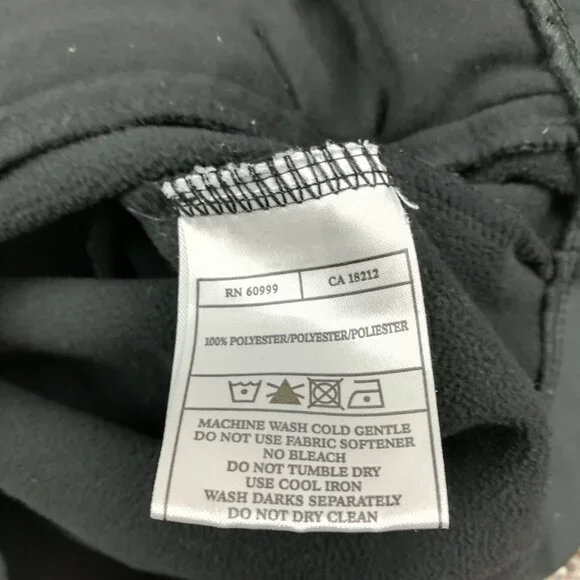 RN 60999 CA 18212
100% POLYESTER/POLYESTER/POLIESTER
MACHINE WASH COLD GENTLE
DO NOT USE FABRIC SOFTENER
NO BLEACH
DO NOT TUMBLE DRY
USE COOL IRON
WASH DARKS SEPARATELY
DO NOT DRY CLEAN